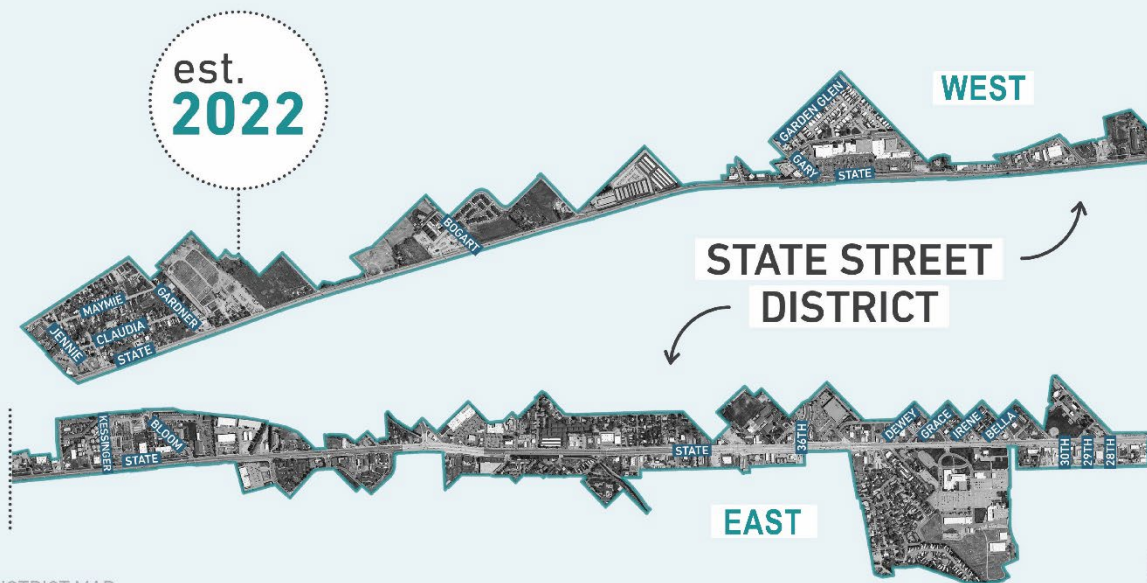 est.
2022
WEST
GARDEN GLEN
GARY
STATE
BOGART
STATE STREET
DISTRICT
MAYMIE
GARDNER
JENNIE
CLAUDIA
STATE
KESSINGER
BLOOM
STATE
STATE
36TH
DEWEY
GRACE
IRENE
BELLA
30TH
29TH
28TH
EAST